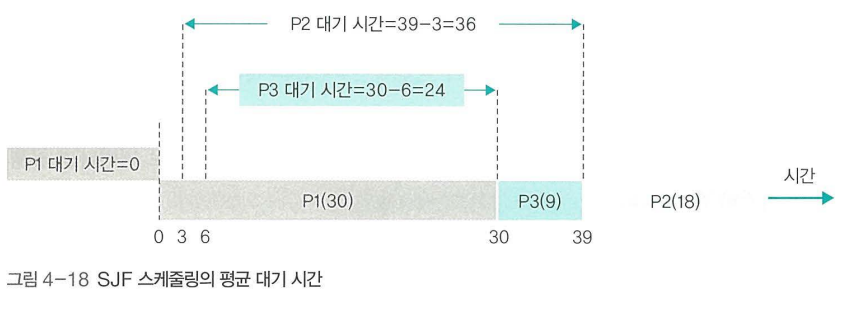 P2 대기 시간=39-3=36
P3 대기 시간=30-6=24
P1 대기 시간=0
P1(30)
P3(9)
P2(18)
시간
0 3 6 30 39
그림 4-18 SJF 스케줄링의 평균 대기 시간